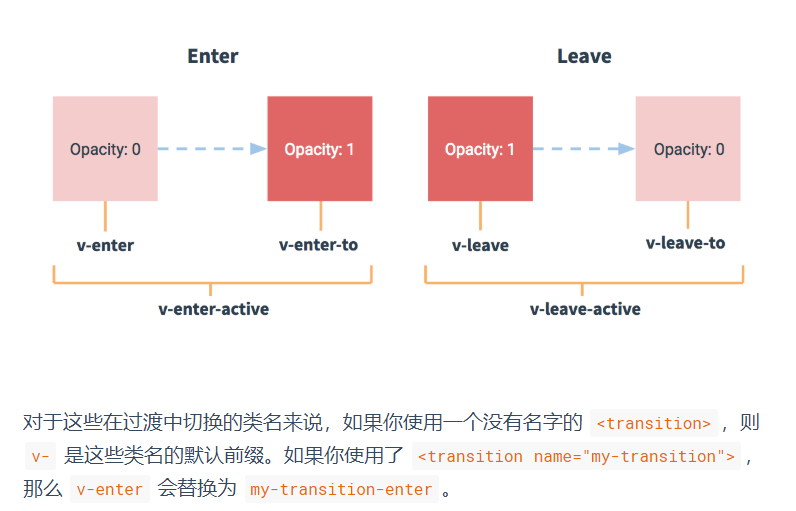 Enter Leave
Opacity: 0 Opacity: 1 Opacity: 1 Opacity: 0
v-enter v-enter-to v-leave v-leave-to
v-enter-active v-leave-active
对于这些在过渡中切换的类名来说，如果你使用一个没有名字的 <transition>，则
v- 是这些类名的默认前缀。如果你使用了 <transition name="my-transition">，
那么 v-enter 会替换为 my-transition-enter。